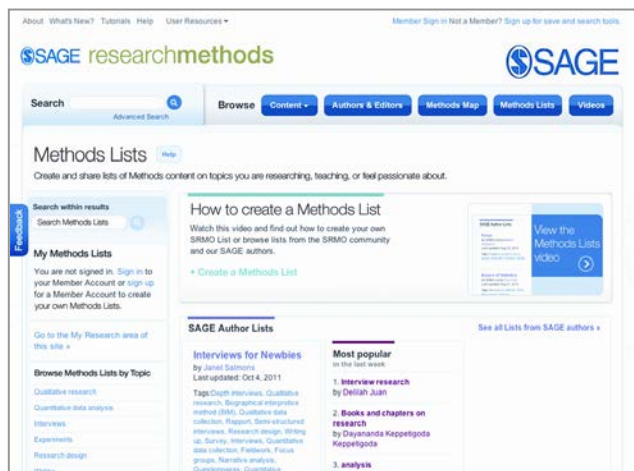 About What's New? Tutorials Help User Resources
Member Sign in Not a Member? Sign up for save and search tools.
SAGE researchmethods
SAGE
Search
Advanced Search
Browse Content Authors & Editors Methods Map Methods Lists Videos
Methods Lists Help
Create and share lists of Methods content on topics you are researching, teaching, or feel passionate about.
Feedback
Search within results
Search Methods Lists
My Methods Lists
You are not signed in. Sign in to
your Member Account or sign up
for a Member Account to create
your own Methods Lists.
Go to the My Research area of
this site »
Browse Methods Lists by Topic
Qualitative research
Quantitative data analysis
Interviews
Experiments
Research design
How to create a Methods List
Watch this video and find out how to create your own
SRMO List or browse lists from the SRMO community
and our SAGE authors.
+ Create a Methods List
SAGE Author Lists
View the
Methods Lists
video
SAGE Author Lists
See all Lists from SAGE authors »
Interviews for Newbies
by Janet Salmons
Last updated: Oct 4, 2011
Tags:Depth interviews, Qualitative
research, Biographical interpretive
method (BIM), Qualitative data
collection, Rapport, Semi-structured
interviews, Research design, Writing
up, Survey, Interviews, Quantitative
data collection, Fieldwork, Focus
groups, Narrative analysis,
Questionnaires, Quantitative
Most popular
in the last week
1. Interview research
by Delilah Juan
2. Books and chapters on
research
by Dayananda Keppetigoda
Keppetigoda
3. analysis